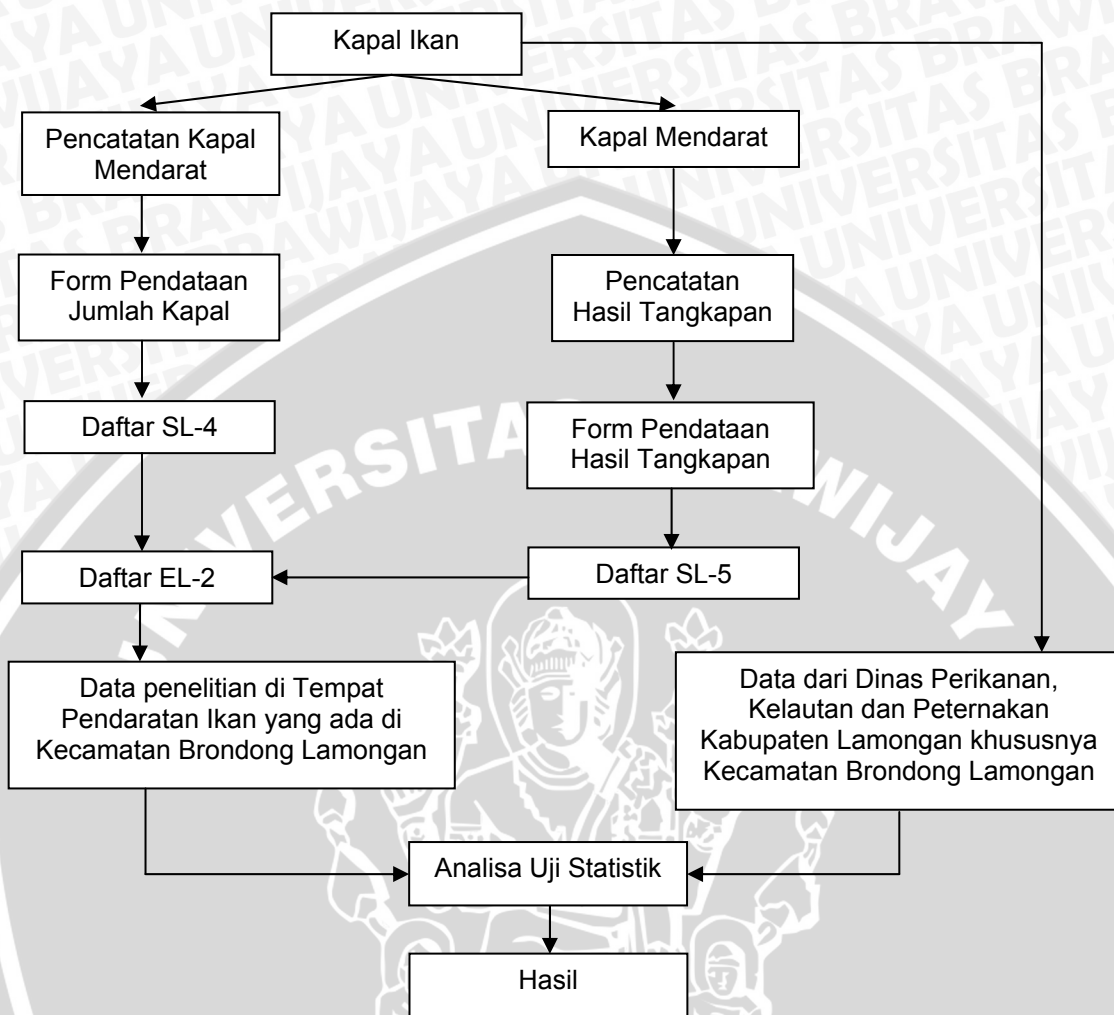 Kapal Ikan
Pencatatan Kapal
Mendarat
Kapal Mendarat
Form Pendataan
Jumlah Kapal
Pencatatan
Hasil Tangkapan
Daftar SL-4
Form Pendataan
Hasil Tangkapan
Daftar EL-2
Daftar SL-5
Data penelitian di Tempat
Pendaratan Ikan yang ada di
Kecamatan Brondong Lamongan
Data dari Dinas Perikanan,
Kelautan dan Peternakan
Kabupaten Lamongan khususnya
Kecamatan Brondong Lamongan
Analisa Uji Statistik
Hasil